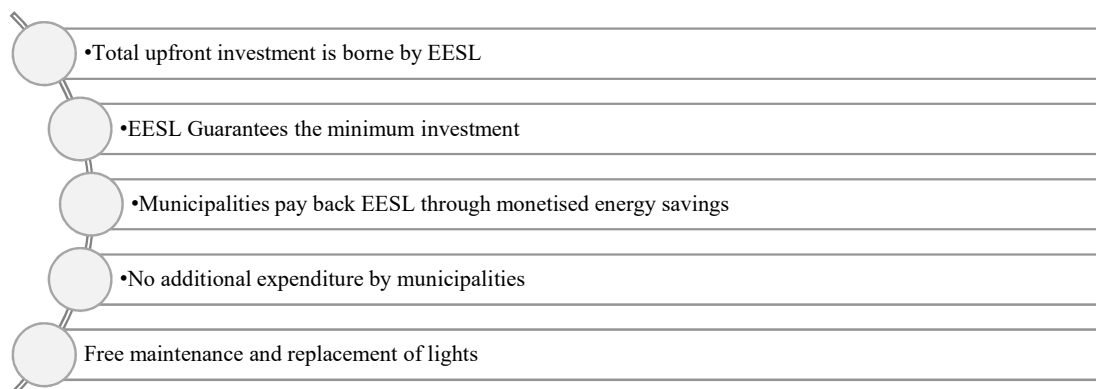 •Total upfront investment is borne by EESL
•EESL Guarantees the minimum investment
•Municipalities pay back EESL through monetised energy savings
•No additional expenditure by municipalities
Free maintenance and replacement of lights